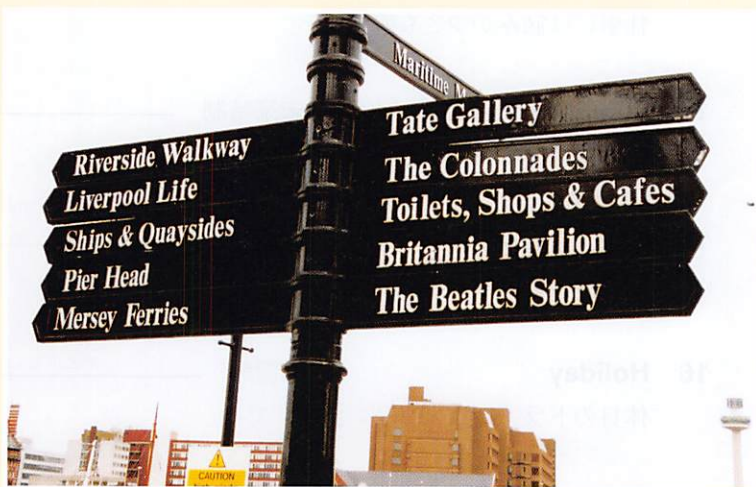 Maritime
Riverside Walkway
Liverpool Life
Ships & Quaysides
Pier Head
Mersey Ferries
Tate Gallery
The Colonnades
Toilets, Shops & Cafes
Britannia Pavilion
The Beatles Story
CAUTION
16 Holiday